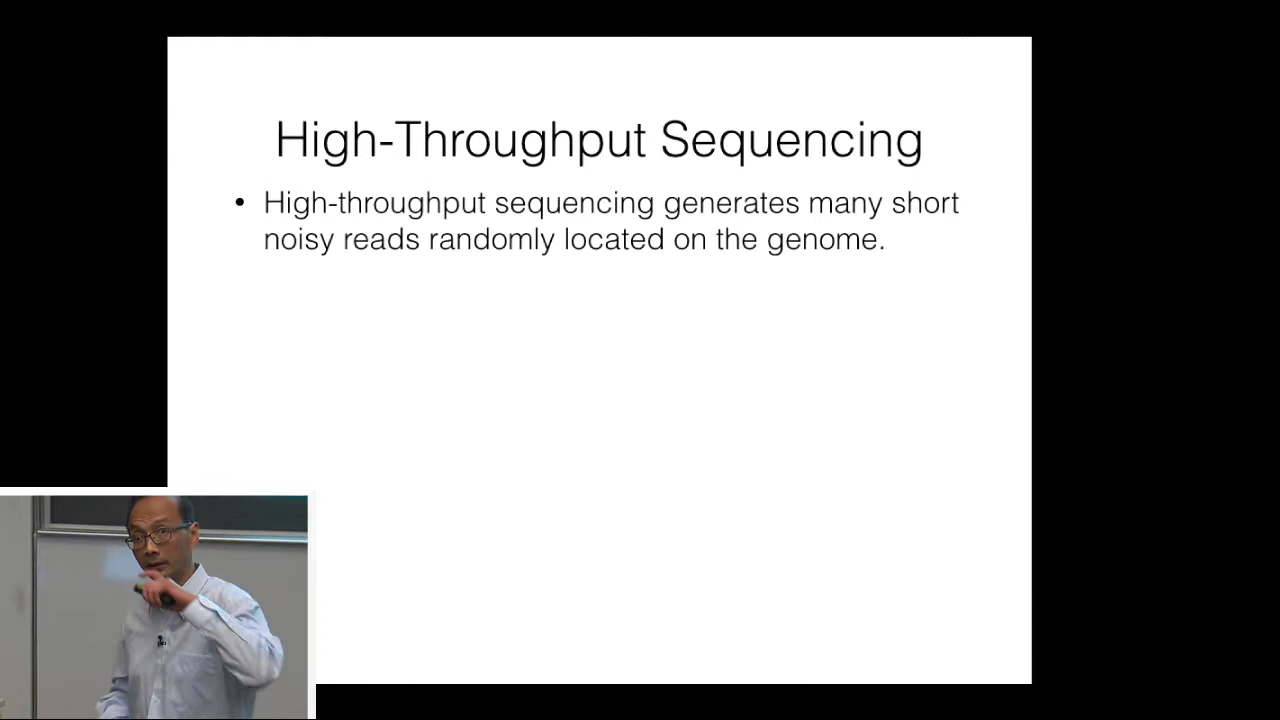 High-Throughput Sequencing
• High-throughput sequencing generates many short
noisy reads randomly located on the genome.